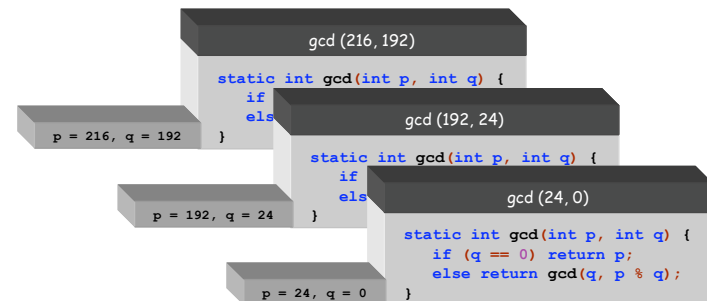 gcd (216, 192)
static int gcd(int p, int q) {
if
els
}
p = 216, q = 192
gcd (192, 24)
static int gcd(int p, int q) {
if
els
}
p = 192, q = 24
gcd (24, 0)
static int gcd(int p, int q) {
if (q == 0) return p;
else return gcd(q, p % q);
}
p = 24, q = 0